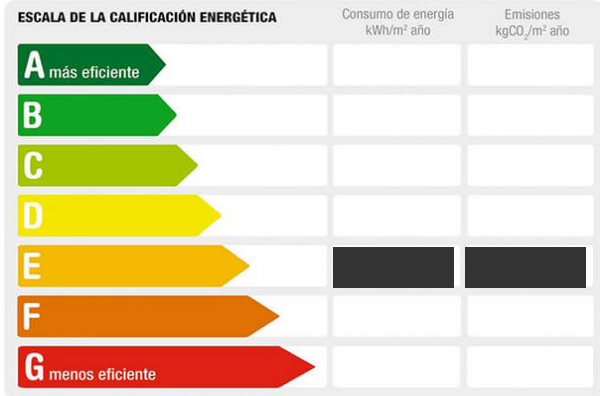 ESCALA DE LA CALIFICACIÓN ENERGÉTICA
Consumo de energía
kWh/m² año
Emisiones
kgCO₂/m² año
A más eficiente
B
C
D
E
F
G menos eficiente